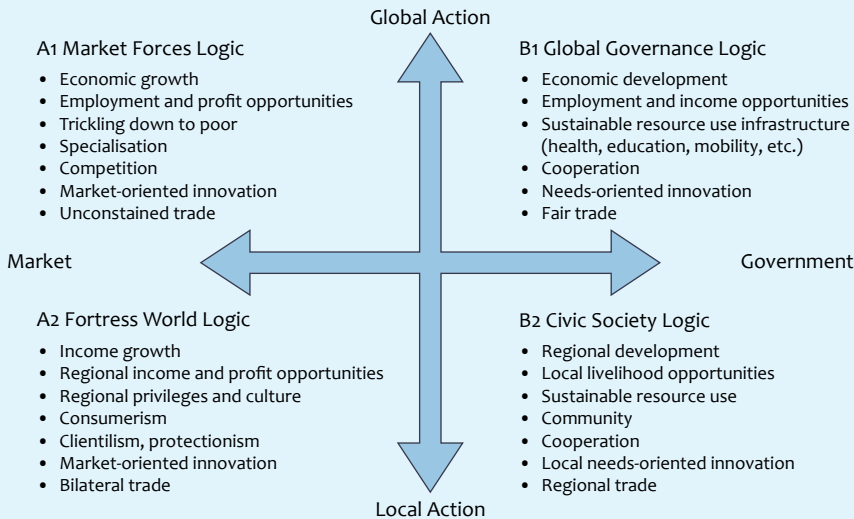 Global Action
A1 Market Forces Logic
• Economic growth
• Employment and profit opportunities
• Trickling down to poor
• Specialisation
• Competition
• Market-oriented innovation
• Unconstained trade
B1 Global Governance Logic
• Economic development
• Employment and income opportunities
• Sustainable resource use infrastructure
(health, education, mobility, etc.)
• Cooperation
• Needs-oriented innovation
• Fair trade
Market
Government
A2 Fortress World Logic
• Income growth
• Regional income and profit opportunities
• Regional privileges and culture
• Consumerism
• Clientilism, protectionism
• Market-oriented innovation
• Bilateral trade
B2 Civic Society Logic
• Regional development
• Local livelihood opportunities
• Sustainable resource use
• Community
• Cooperation
• Local needs-oriented innovation
• Regional trade
Local Action